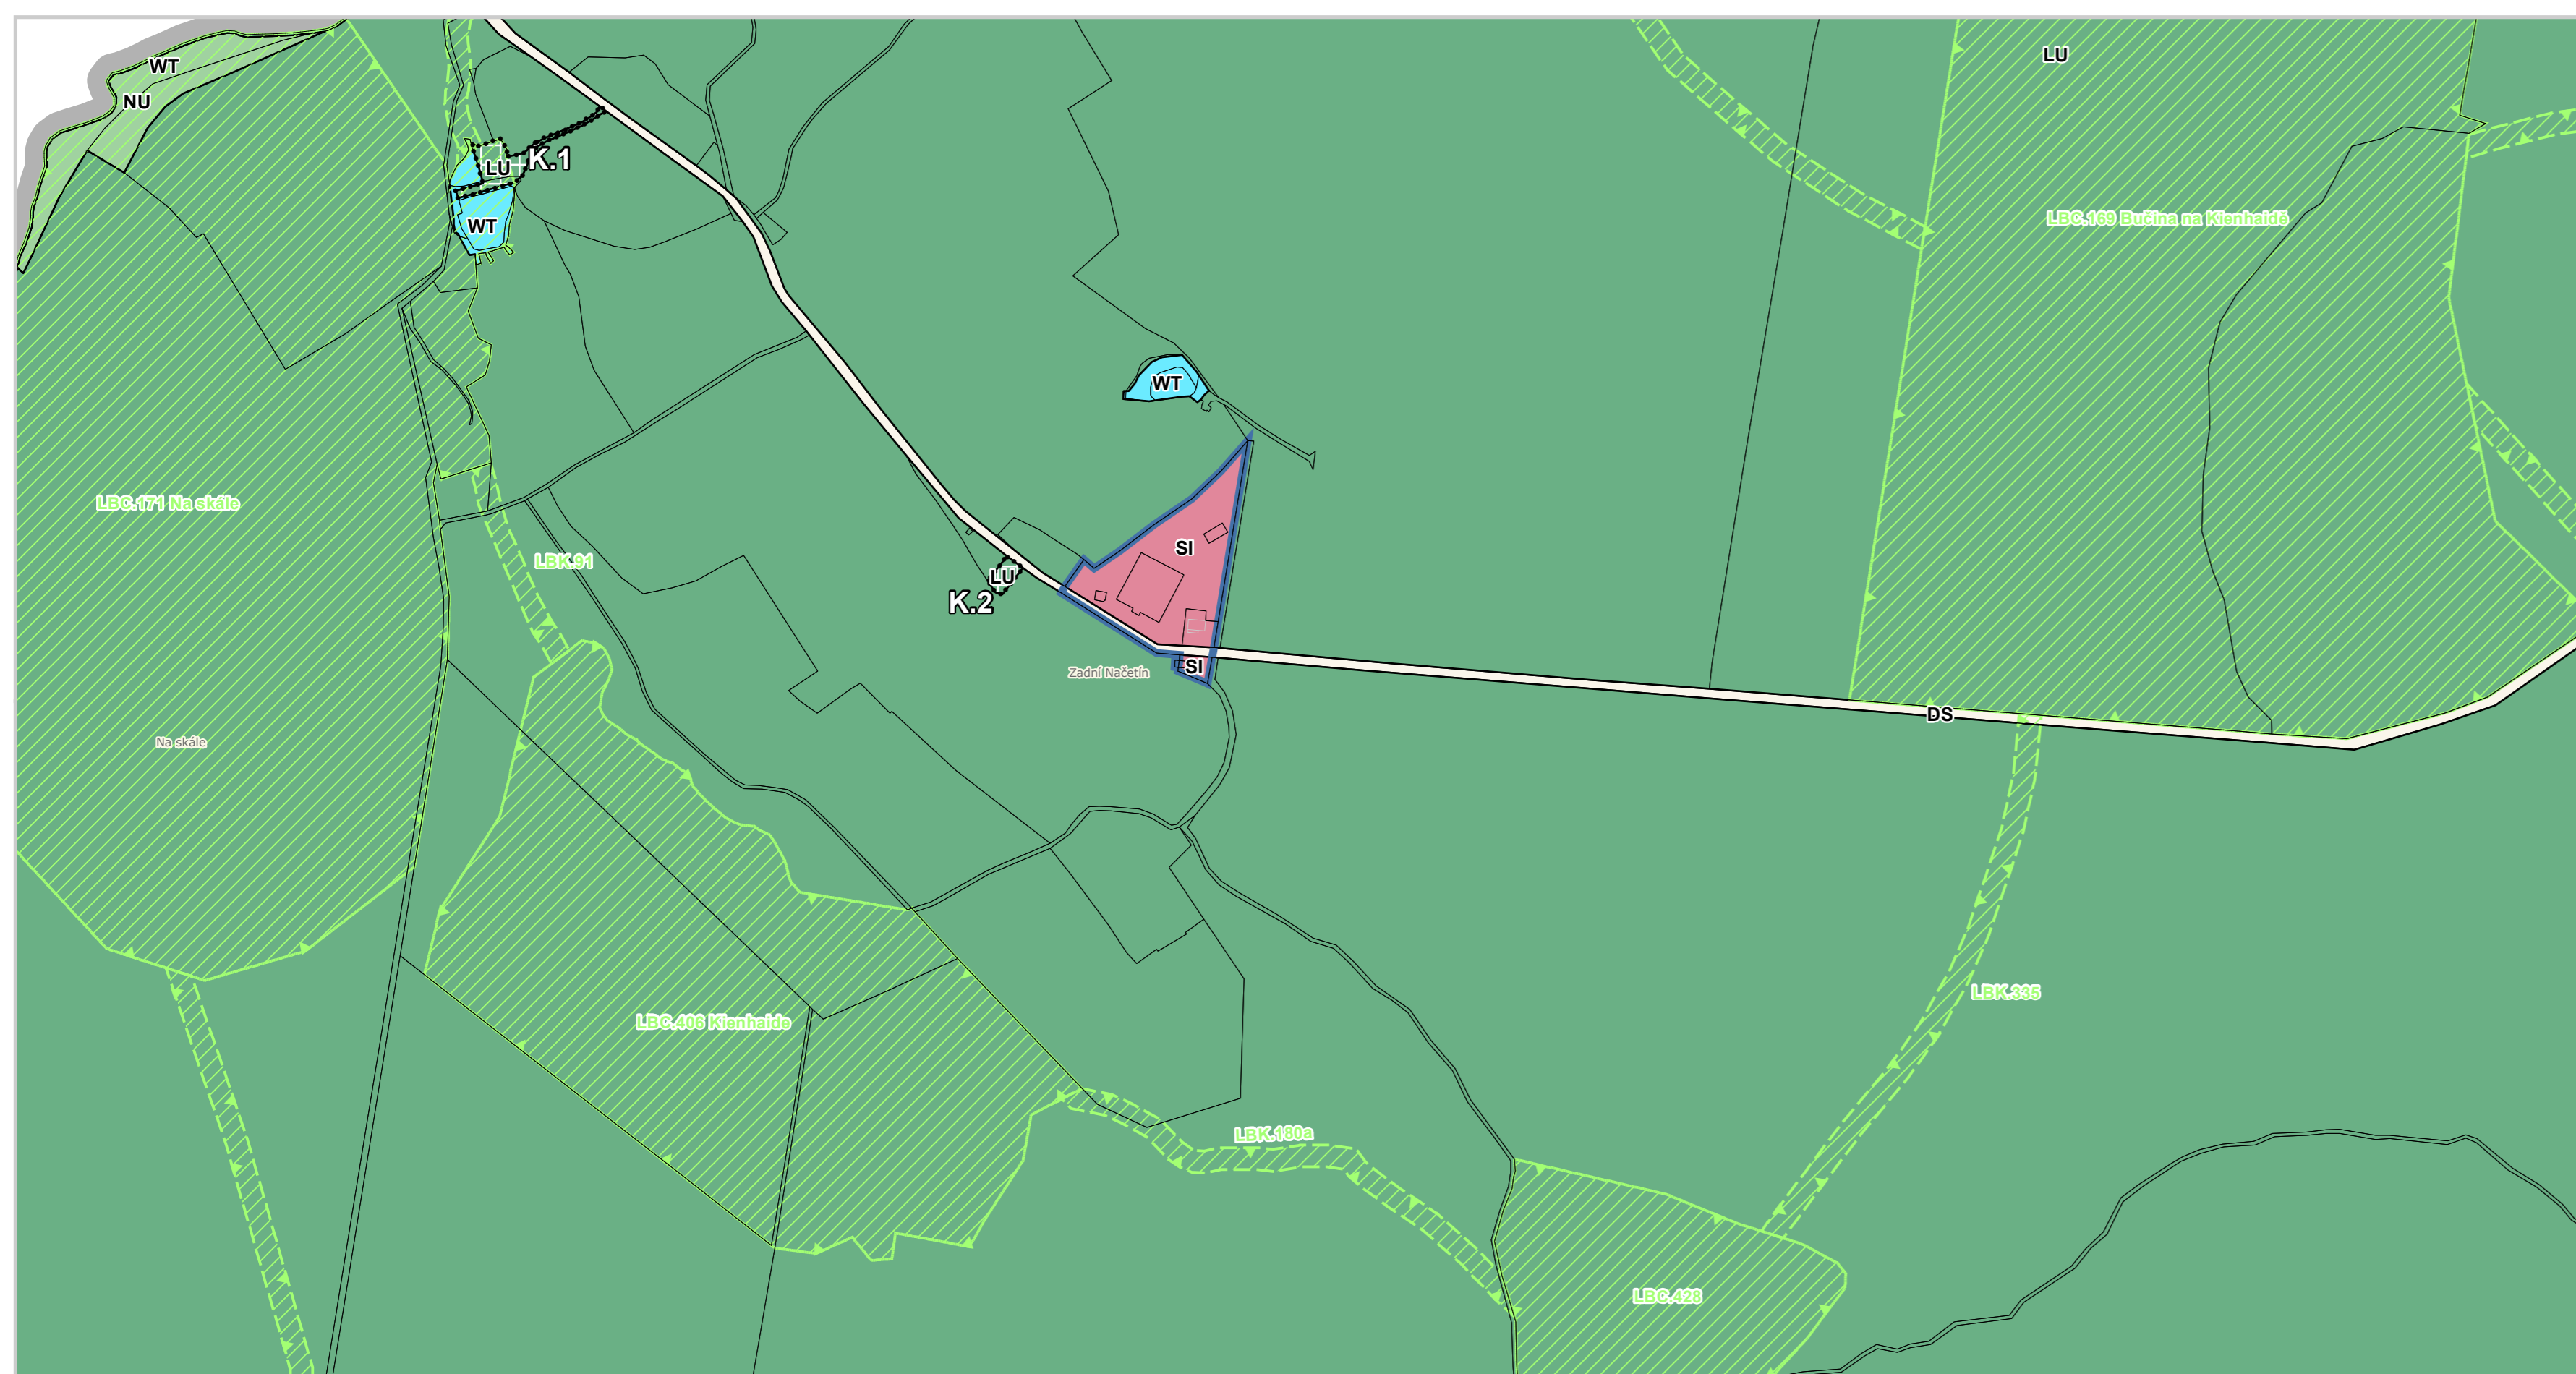 LU
WT
NU
K.1
LU
LBC.169 Bučina na Kienhaidě
WT
WT
LBC.171 Na skále
SI
LBK.91
LU
K.2
SI
Zadní Načetín
DS
Na skále
LBK.335
LBC.406 Kienhaide
LBK.180a
LBC.428